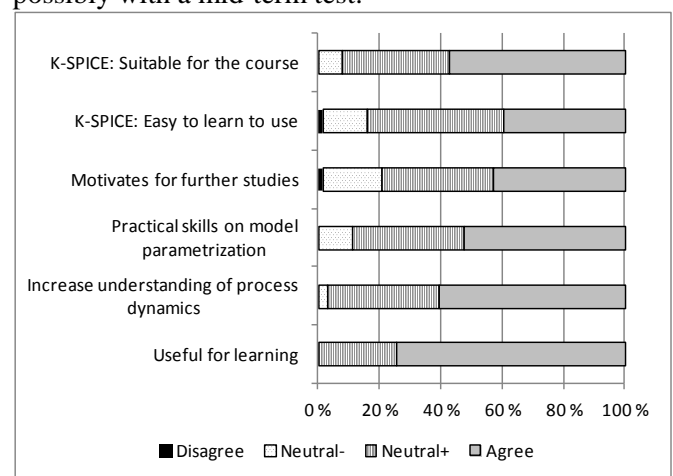 possibly with a mid-term test.
K-SPICE: Suitable for the course
K-SPICE: Easy to learn to use
Motivates for further studies
Practical skills on model
parametrization
Increase understanding of process
dynamics
Useful for learning
0 % 20 % 40 % 60 % 80 % 100 %
Disagree Neutral- Neutral+ Agree